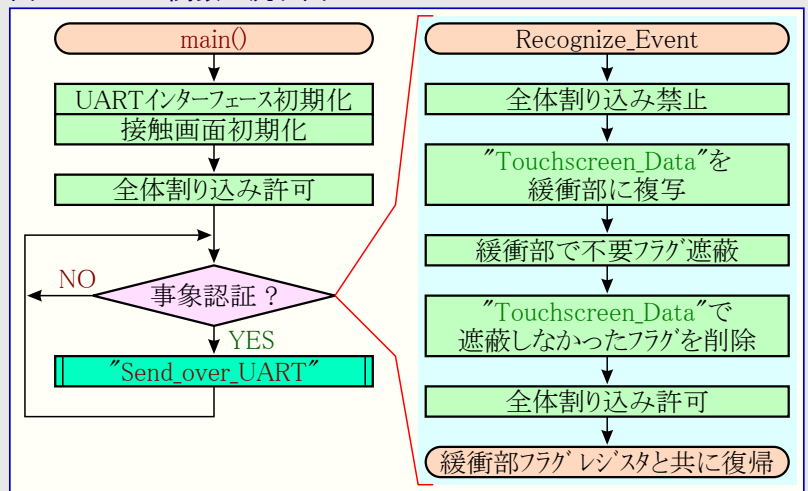 main()
UARTインターフェース初期化
接触画面初期化
全体割り込み許可
事象認証 ?
NO
YES
"Send_over_UART"
Recognize_Event
全体割り込み禁止
"Touchscreen_Data"を
緩衝部に複写
緩衝部で不要フラグ遮蔽
"Touchscreen_Data"で
遮蔽しなかったフラグを削除
全体割り込み許可
緩衝部フラグ レジスタと共に復帰